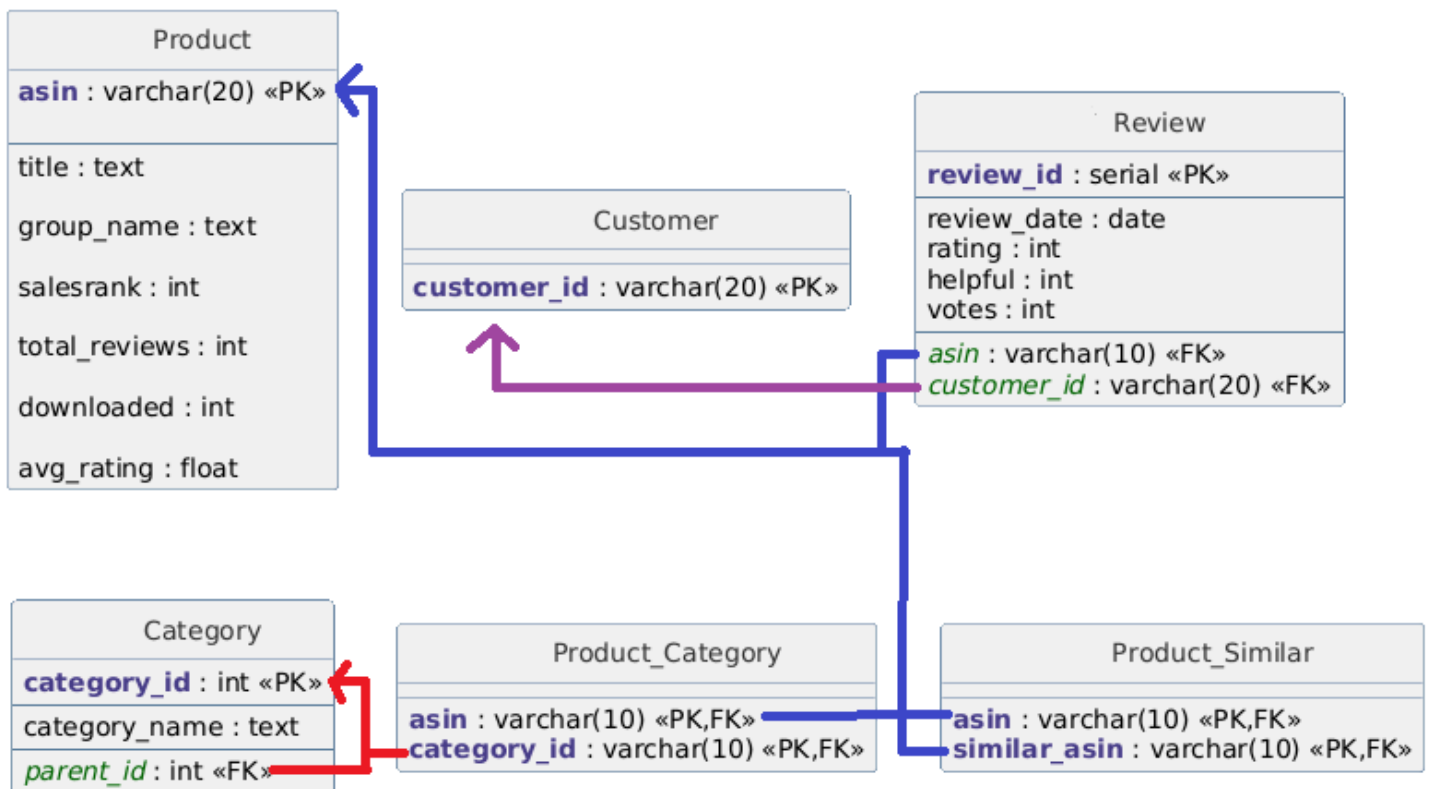 Product
asin : varchar(20) «PK»
title : text
group_name : text
salesrank : int
total_reviews : int
downloaded : int
avg_rating : float
Customer
customer_id : varchar(20) «PK»
Review
review_id : serial «PK»
review_date : date
rating : int
helpful : int
votes : int
asin : varchar(10) «FK»
customer_id : varchar(20) «FK»
Category
category_id : int «PK»
category_name : text
parent_id : int «FK»
Product_Category
asin : varchar(10) «PK,FK»
category_id : varchar(10) «PK,FK»
Product_Similar
asin : varchar(10) «PK,FK»
similar_asin : varchar(10) «PK,FK»